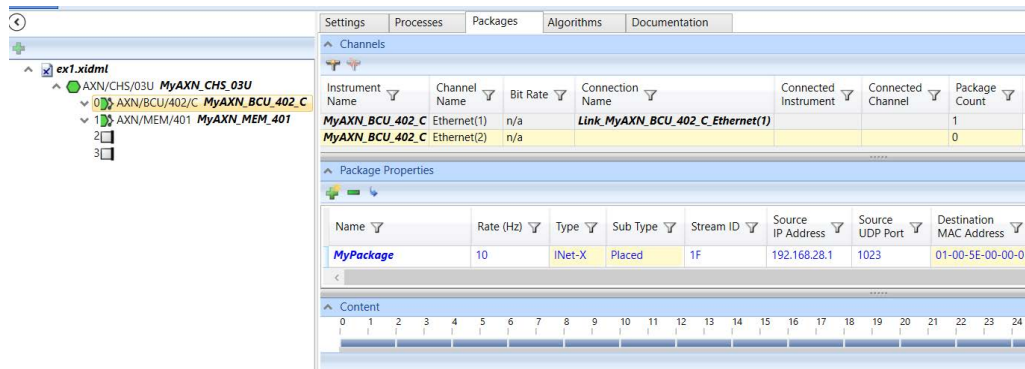 Settings Processes Packages Algorithms Documentation
Channels
ex1.xidml
AXN/CHS/03U MyAXN_CHS_03U
0 AXN/BCU/402/C MyAXN_BCU_402_C
1 AXN/MEM/401 MyAXN_MEM_401
2
3
Instrument Name Channel Name Bit Rate Connection Name Connected Instrument Connected Channel Package Count
MyAXN_BCU_402_C Ethernet(1) n/a Link_MyAXN_BCU_402_C_Ethernet(1) 1
MyAXN_BCU_402_C Ethernet(2) n/a 0
Package Properties
Name Rate (Hz) Type Sub Type Stream ID Source IP Address Source UDP Port Destination MAC Address
MyPackage 10 INet-X Placed 1F 192.168.28.1 1023 01-00-5E-00-00-0
Content
0 1 2 3 4 5 6 7 8 9 10 11 12 13 14 15 16 17 18 19 20 21 22 23 24